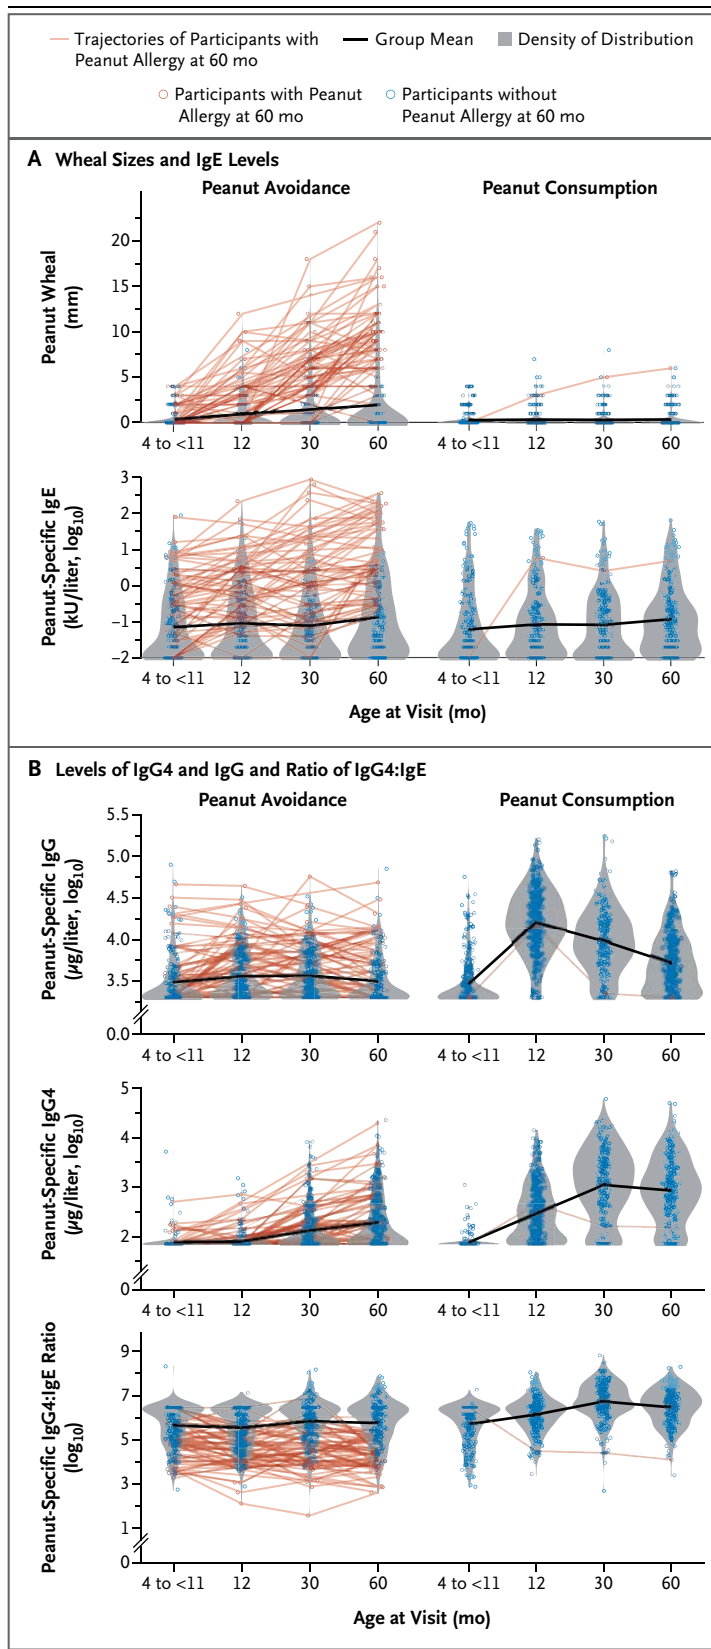 Trajectories of Participants with
Peanut Allergy at 60 mo
Group Mean
Density of Distribution
Participants with Peanut
Allergy at 60 mo
Participants without
Peanut Allergy at 60 mo
A Wheal Sizes and IgE Levels
Peanut Avoidance
Peanut Consumption
Peanut Wheal
(mm)
20
15
10
5
0
4 to <11 12 30 60
4 to <11 12 30 60
Peanut-Specific IgE
(kU/liter, log10)
3
2
1
0
−1
−2
4 to <11 12 30 60
4 to <11 12 30 60
Age at Visit (mo)
B Levels of IgG4 and IgG and Ratio of IgG4:IgE
Peanut Avoidance
Peanut Consumption
Peanut-Specific IgG
(μg/liter, log10)
5.5
5.0
4.5
4.0
3.5
0.0
4 to <11 12 30 60
4 to <11 12 30 60
Peanut-Specific IgG4
(μg/liter, log10)
5
4
3
2
0
4 to <11 12 30 60
4 to <11 12 30 60
Peanut-Specific IgG4:IgE Ratio
(log10)
9
7
5
3
1
0
4 to <11 12 30 60
4 to <11 12 30 60
Age at Visit (mo)